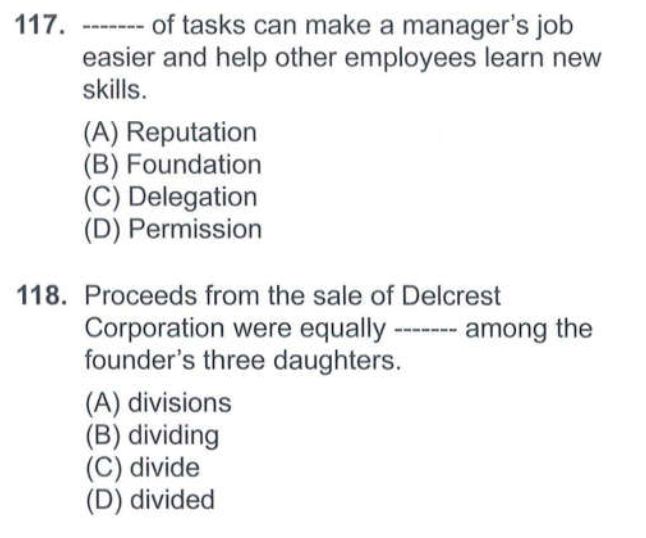 117. ------- of tasks can make a manager's job
easier and help other employees learn new
skills.
(A) Reputation
(B) Foundation
(C) Delegation
(D) Permission
118. Proceeds from the sale of Delcrest
Corporation were equally ------- among the
founder's three daughters.
(A) divisions
(B) dividing
(C) divide
(D) divided